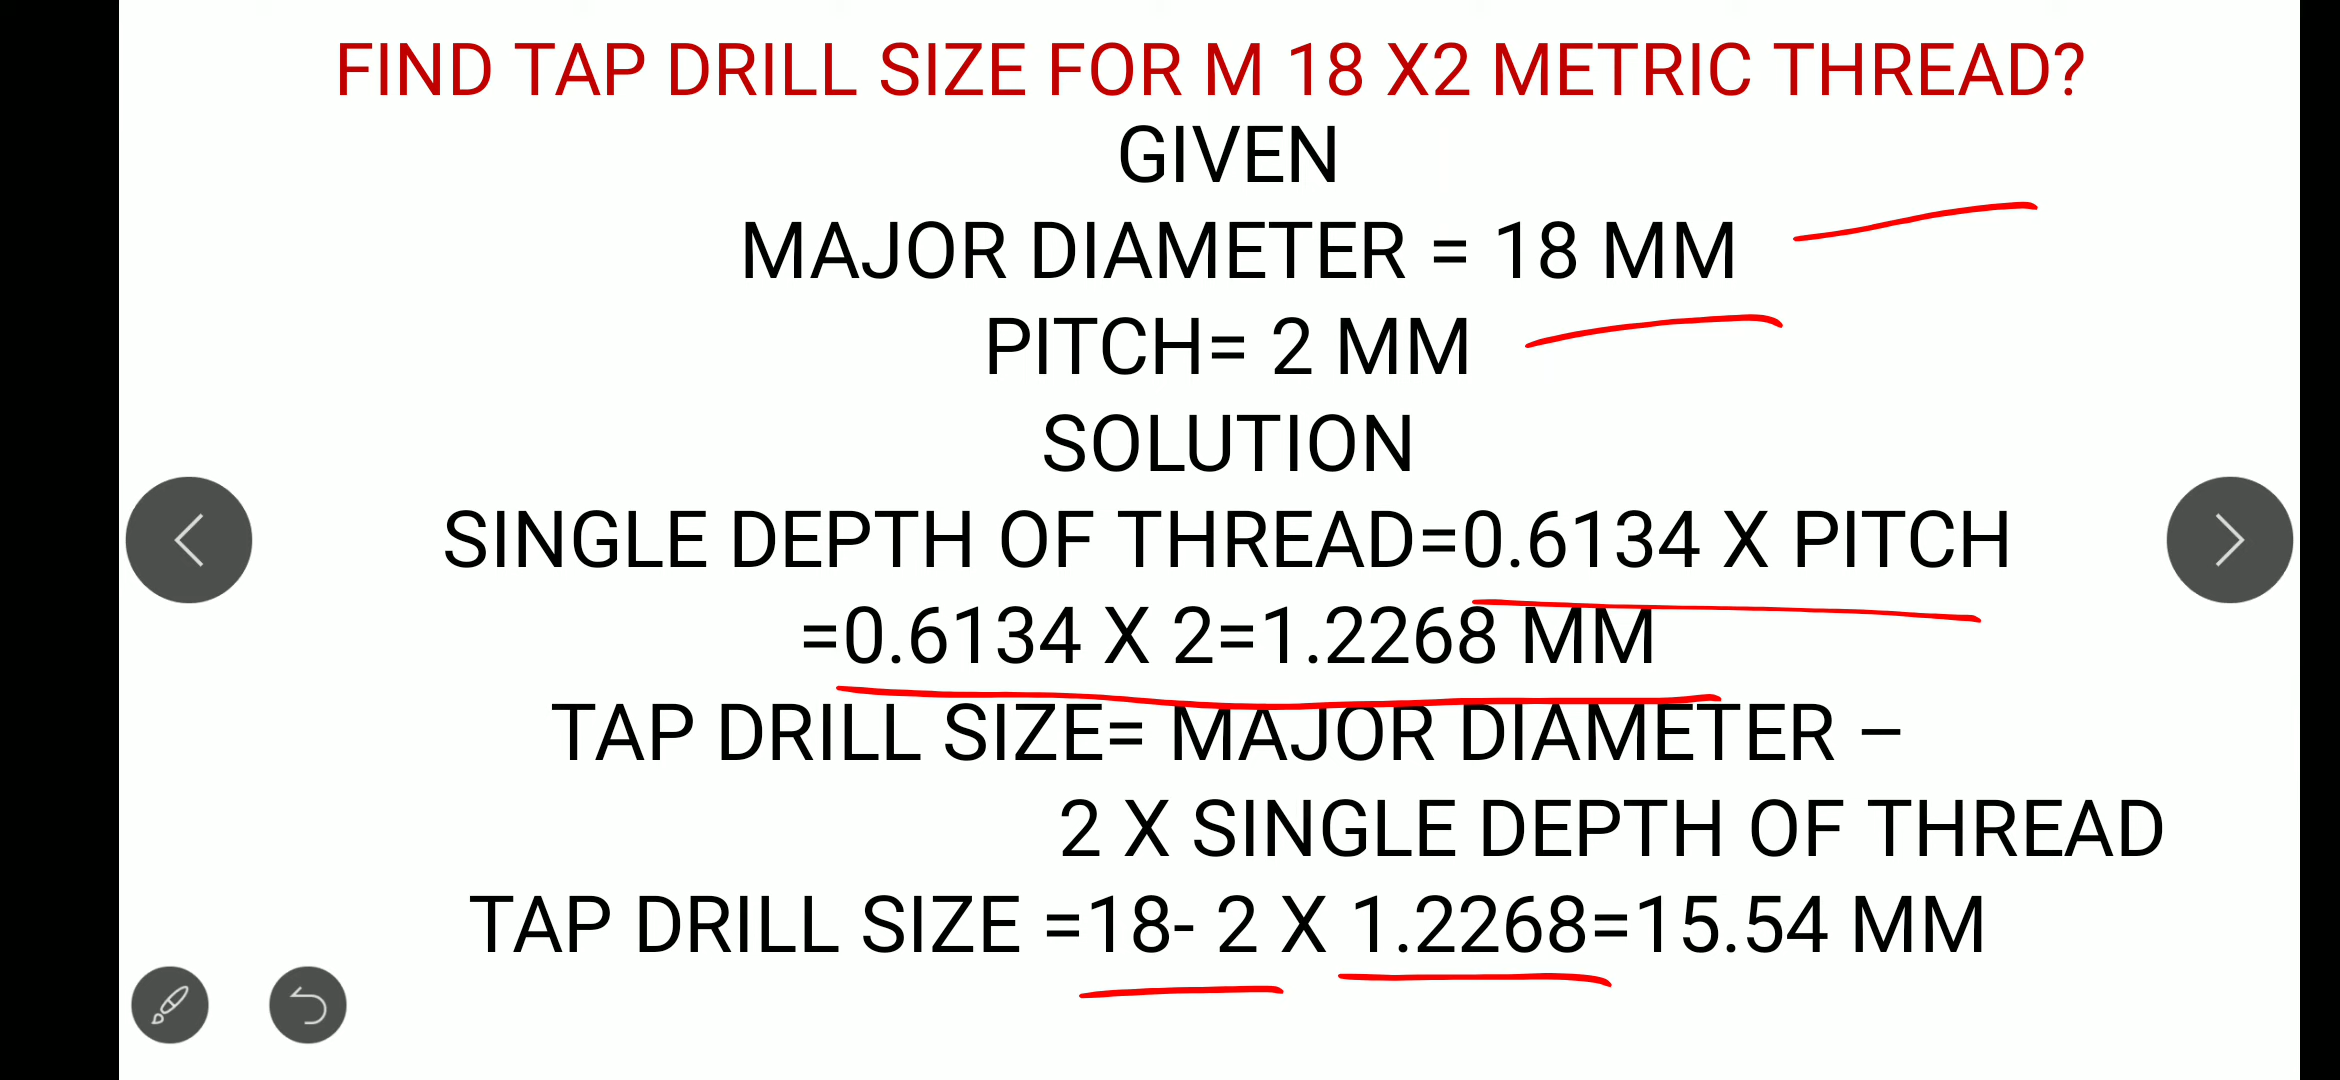 FIND TAP DRILL SIZE FOR M 18 X2 METRIC THREAD?
GIVEN
MAJOR DIAMETER = 18 MM
PITCH= 2 MM
SOLUTION
SINGLE DEPTH OF THREAD=0.6134 X PITCH
=0.6134 X 2=1.2268 MM
TAP DRILL SIZE= MAJOR DIAMETER –
2 X SINGLE DEPTH OF THREAD
TAP DRILL SIZE =18- 2 X 1.2268=15.54 MM